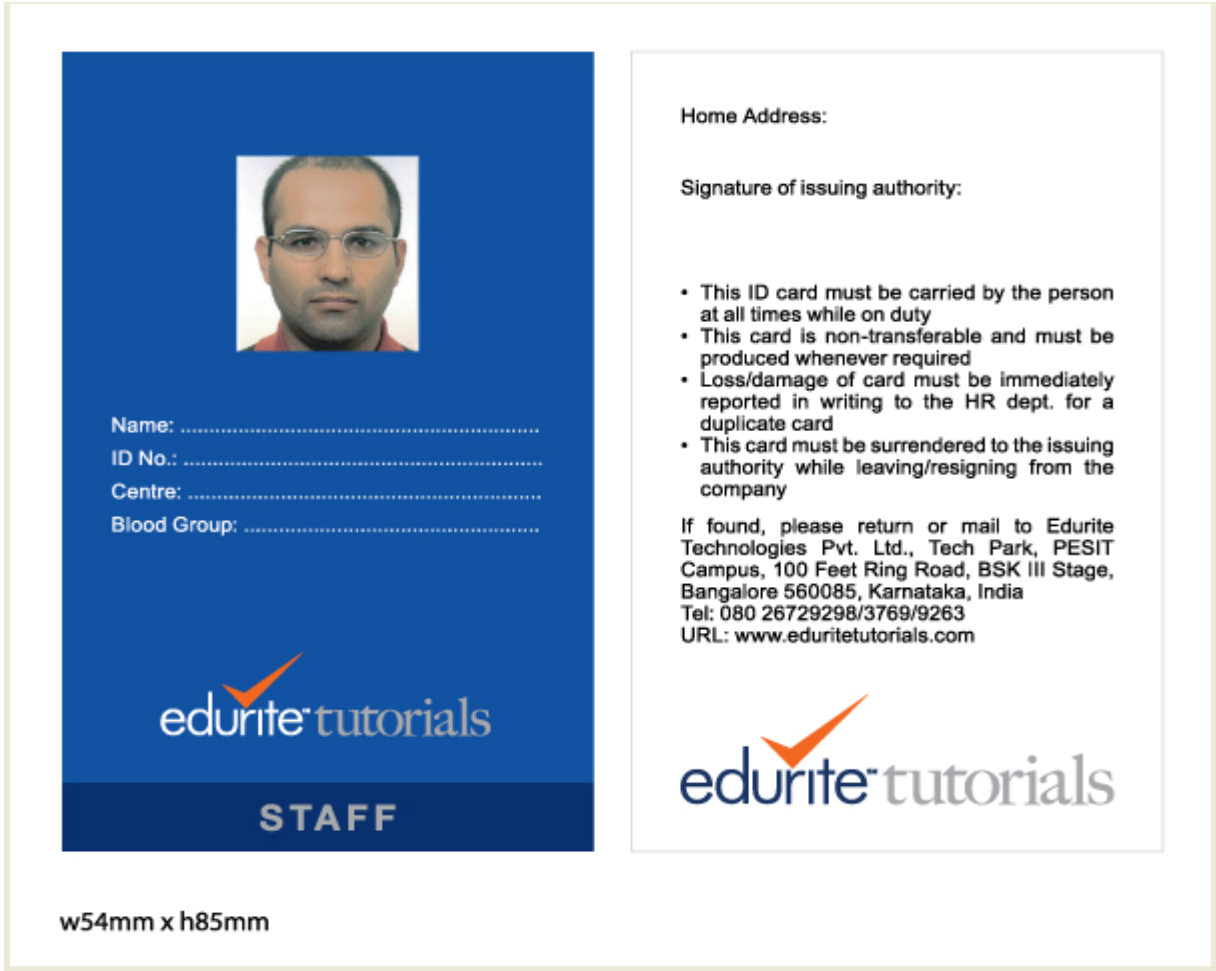 Name: ............................................................
ID No.: ............................................................
Centre: ............................................................
Blood Group: ..................................................
edurite™ tutorials
STAFF
Home Address:
Signature of issuing authority:
• This ID card must be carried by the person
at all times while on duty
• This card is non-transferable and must be
produced whenever required
• Loss/damage of card must be immediately
reported in writing to the HR dept. for a
duplicate card
• This card must be surrendered to the issuing
authority while leaving/resigning from the
company
If found, please return or mail to Edurite
Technologies Pvt. Ltd., Tech Park, PESIT
Campus, 100 Feet Ring Road, BSK III Stage,
Bangalore 560085, Karnataka, India
Tel: 080 26729298/3769/9263
URL: www.eduritetutorials.com
edurite™ tutorials
w54mm x h85mm